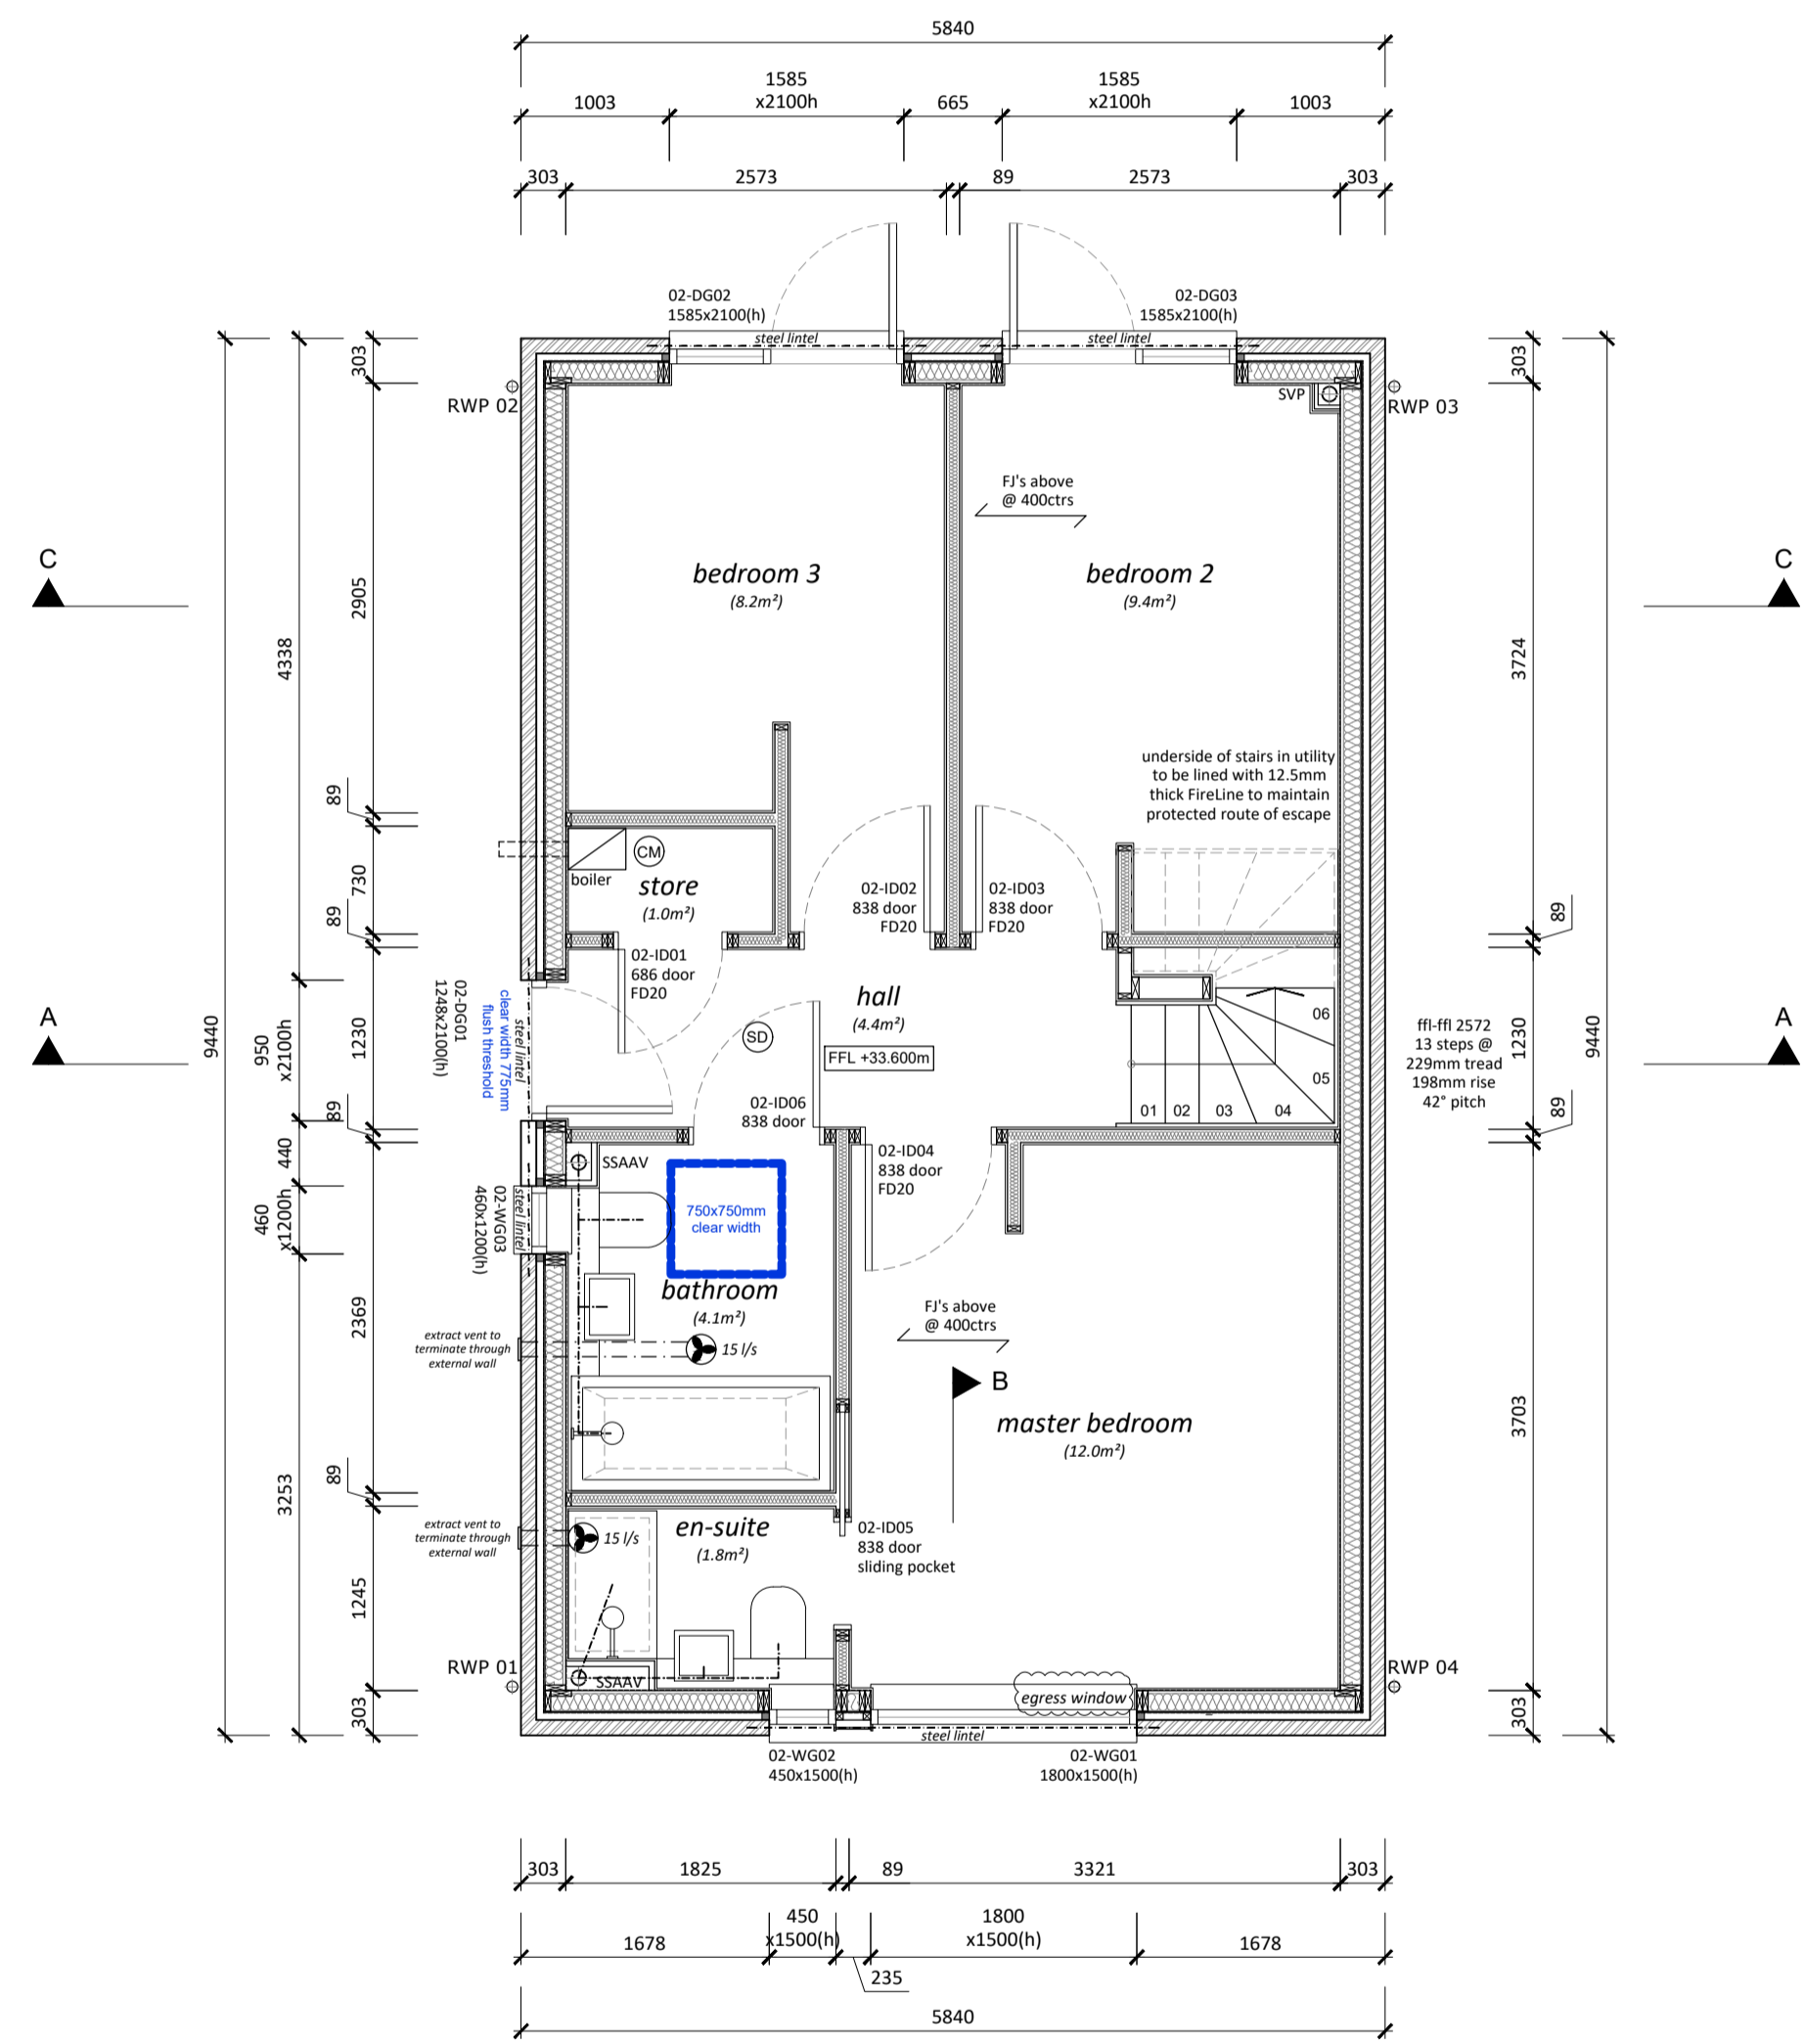 5840
1585
x2100h
1585
x2100h
1003
665
1003
303
2573
89
2573
303
02-DG02
1585x2100(h)
02-DG03
1585x2100(h)
steel lintel
steel lintel
RWP 02
RWP 03
SVP
FJ's above
@ 400ctrs
bedroom 3
(8.2m²)
bedroom 2
(9.4m²)
C
C
303
2905
4338
89
730
89
9440
950
x2100h
1230
89
440
460
x1200h
2369
3253
89
1245
303
303
3724
89
1230
89
9440
3703
303
underside of stairs in utility
to be lined with 12.5mm
thick FireLine to maintain
protected route of escape
CM
boiler
store
(1.0m²)
02-ID01
686 door
FD20
02-ID02
838 door
FD20
02-ID03
838 door
FD20
A
A
02-DG01
1248x2100(h)
clear width 775mm
flush threshold
steel lintel
hall
(4.4m²)
SD
FFL +33.600m
06
05
01
02
03
04
ffl-ffl 2572
13 steps @
229mm tread
198mm rise
42° pitch
02-ID06
838 door
02-ID04
838 door
FD20
SSAAV
02-WG03
460x1200(h)
steel lintel
750x750mm
clear width
bathroom
(4.1m²)
15 l/s
extract vent to
terminate through
external wall
FJ's above
@ 400ctrs
B
master bedroom
(12.0m²)
extract vent to
terminate through
external wall
15 l/s
en-suite
(1.8m²)
02-ID05
838 door
sliding pocket
RWP 01
SSAAV
RWP 04
egress window
steel lintel
02-WG02
450x1500(h)
02-WG01
1800x1500(h)
303
1825
89
3321
303
450
x1500(h)
1800
x1500(h)
1678
1678
235
5840